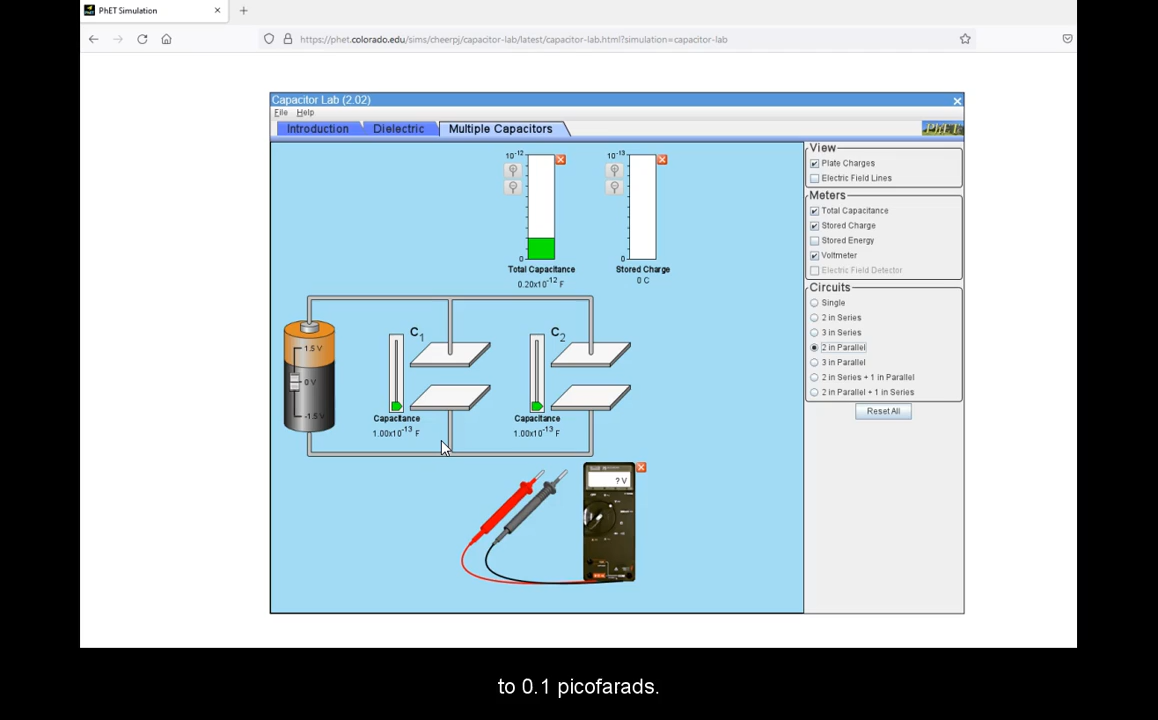 PhET Simulation
https://phet.colorado.edu/sims/cheerpj/capacitor-lab/latest/capacitor-lab.html?simulation=capacitor-lab
Capacitor Lab (2.02)
File Help
Introduction Dielectric Multiple Capacitors
PhET
View
Plate Charges
Electric Field Lines
Meters
Total Capacitance
Stored Charge
Stored Energy
Voltmeter
Electric Field Detector
Circuits
Single
2 in Series
3 in Series
2 in Parallel
3 in Parallel
2 in Series + 1 in Parallel
2 in Parallel + 1 in Series
Reset All
10⁻¹² 10⁻¹³
0 0
Total Capacitance Stored Charge
0.20x10⁻¹² F 0 C
C₁ C₂
1.5 V
0 V
-1.5 V
Capacitance Capacitance
1.00x10⁻¹³ F 1.00x10⁻¹³ F
? V
to 0.1 picofarads.